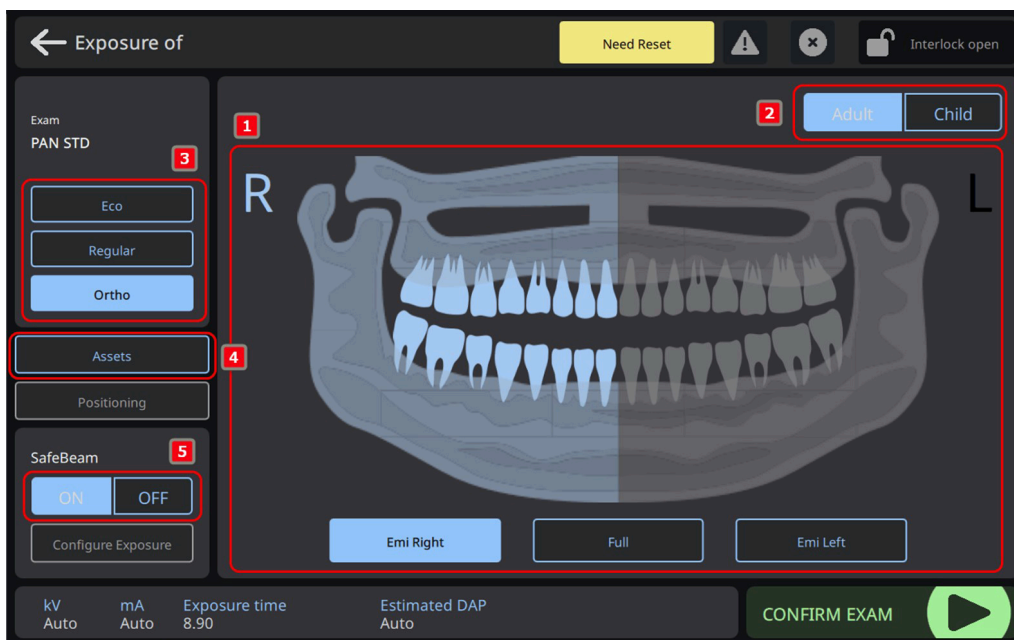 Exposure of
Need Reset
Interlock open
Exam
PAN STD
3
Eco
Regular
Ortho
Assets
4
Positioning
SafeBeam
5
ON
OFF
Configure Exposure
1
2
Adult
Child
R
L
Emi Right
Full
Emi Left
kV
mA
Exposure time
Estimated DAP
Auto
Auto
8.90
Auto
CONFIRM EXAM